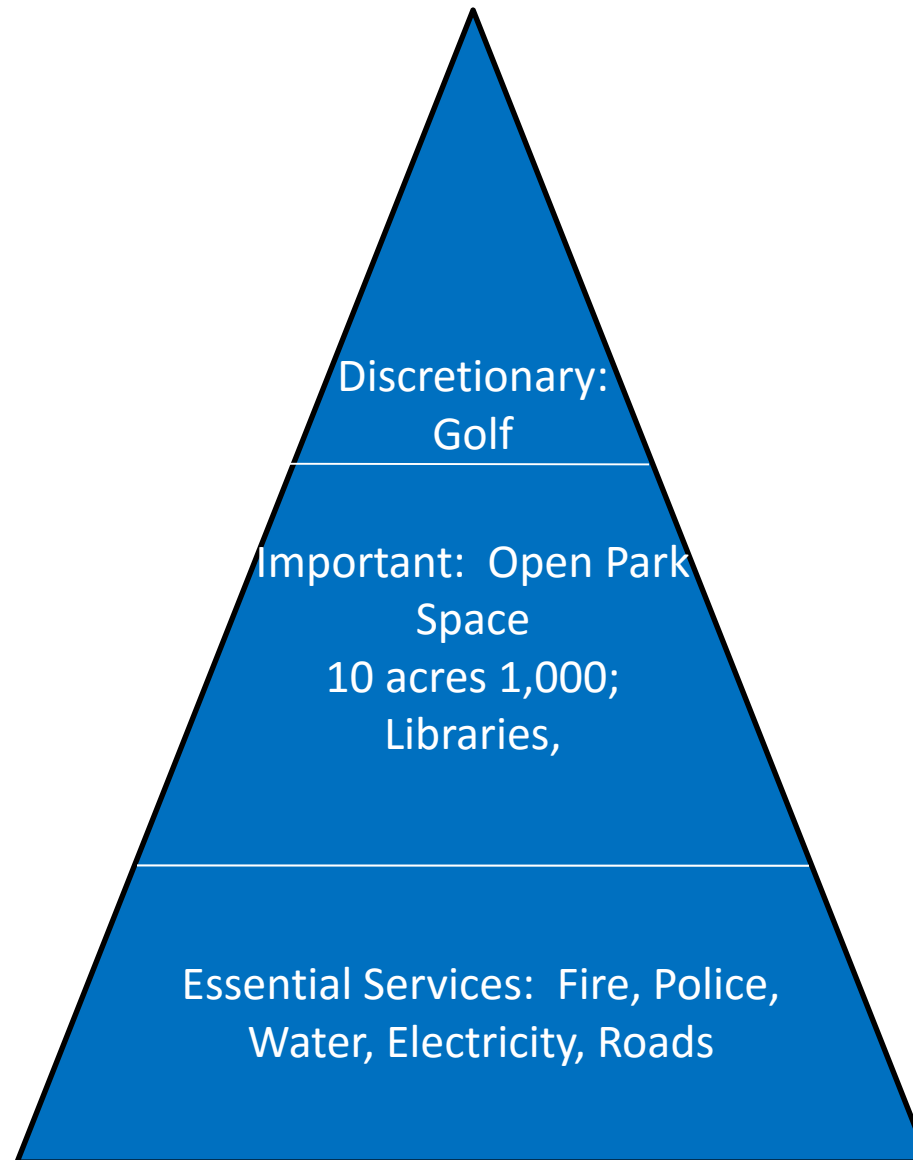 Discretionary:
Golf
Important:  Open Park
Space
10 acres 1,000;
Libraries,
Essential Services:  Fire, Police,
Water, Electricity, Roads